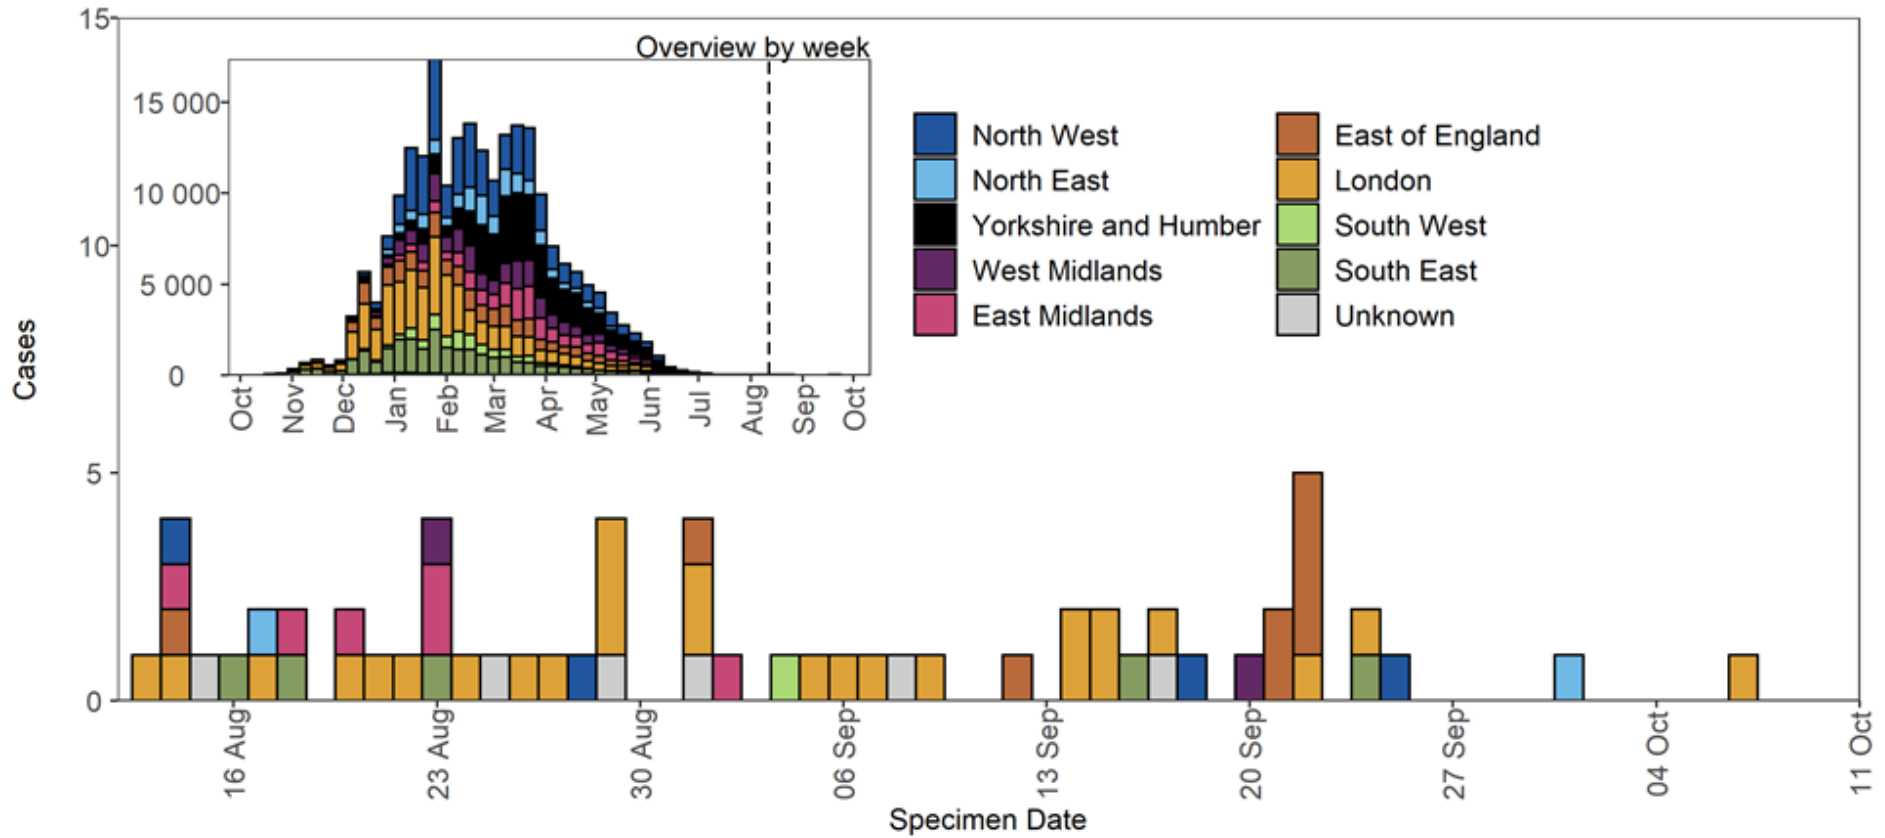 15
10
5
0
Cases
Overview by week
15 000
10 000
5 000
0
Oct
Nov
Dec
Jan
Feb
Mar
Apr
May
Jun
Jul
Aug
Sep
Oct
North West
North East
Yorkshire and Humber
West Midlands
East Midlands
East of England
London
South West
South East
Unknown
16 Aug
23 Aug
30 Aug
06 Sep
13 Sep
20 Sep
27 Sep
04 Oct
11 Oct
Specimen Date